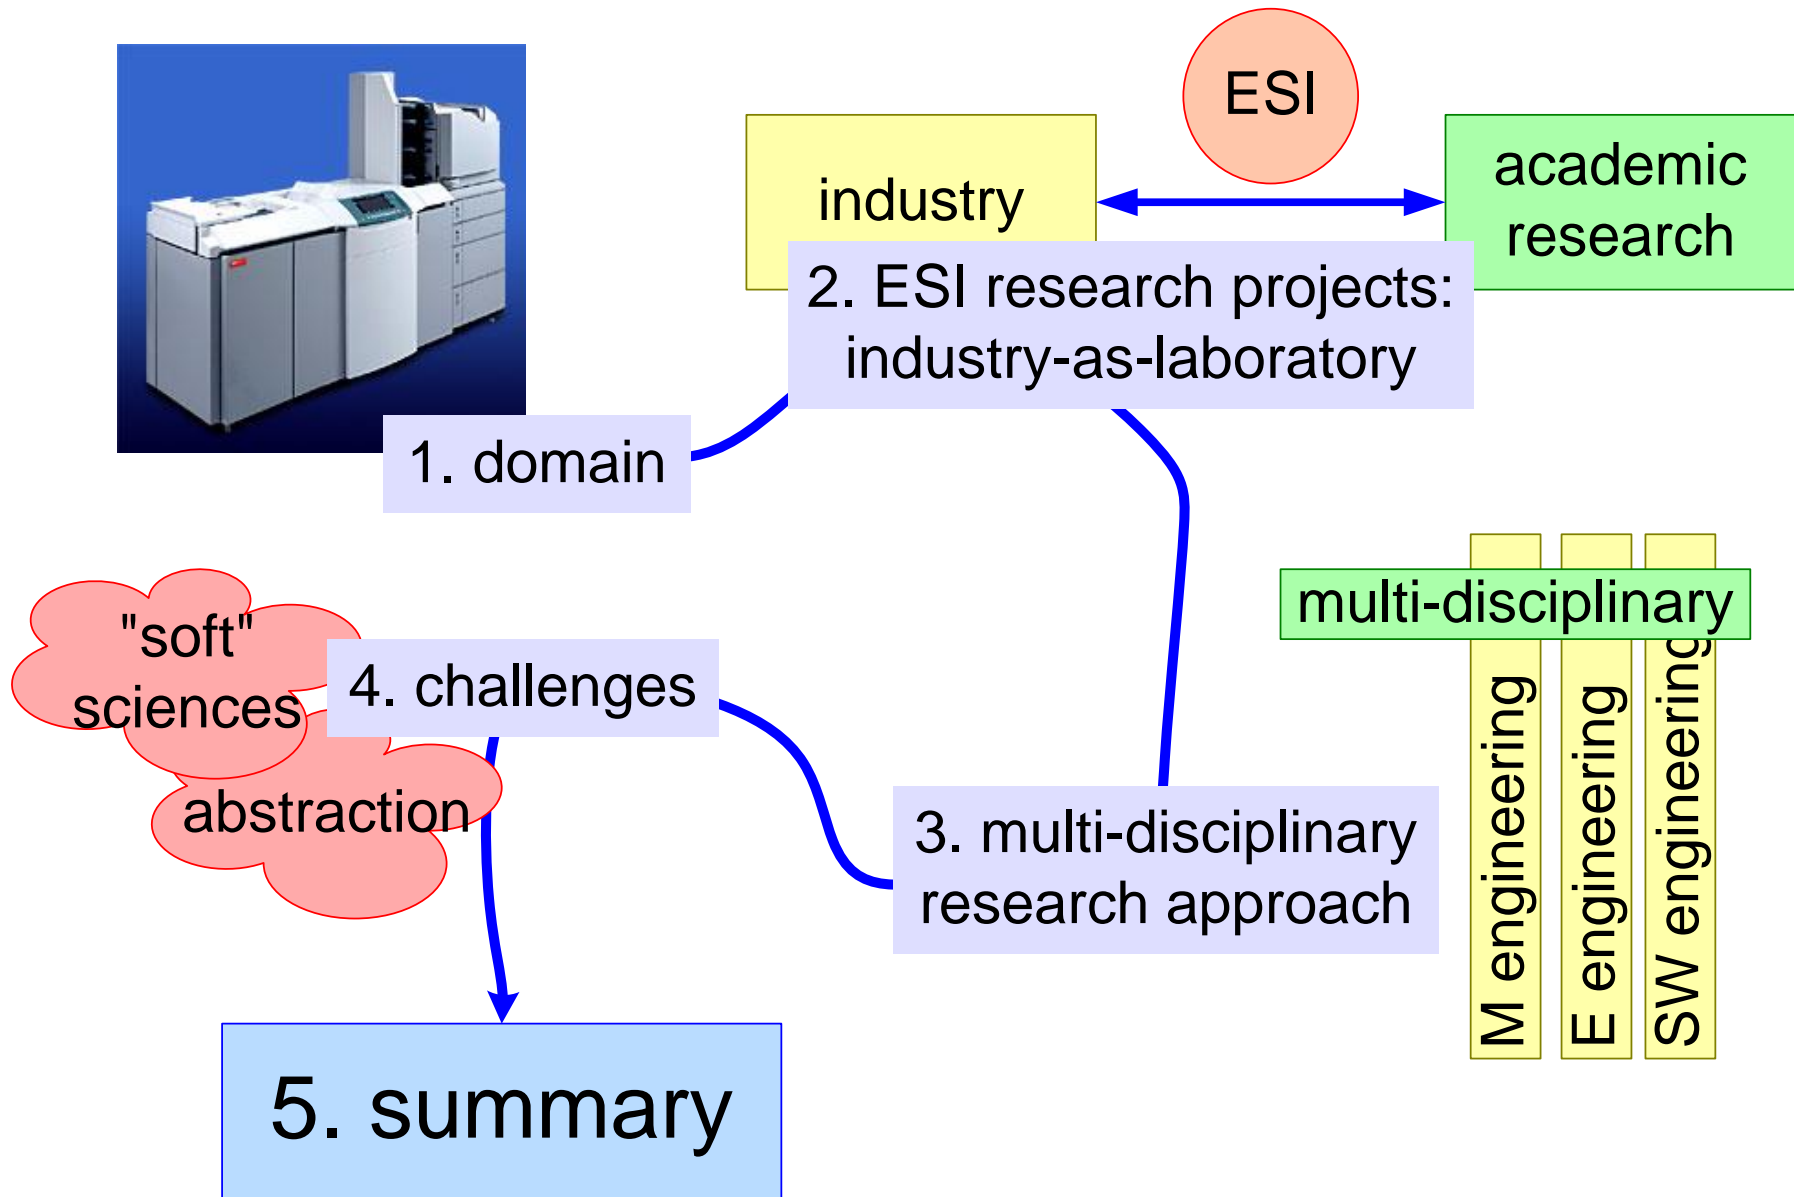 ESI
industry
academic
research
2. ESI research projects:
industry-as-laboratory
1. domain
multi-disciplinary
M engineering
E engineering
SW engineering
"soft"
sciences
4. challenges
abstraction
3. multi-disciplinary
research approach
5. summary